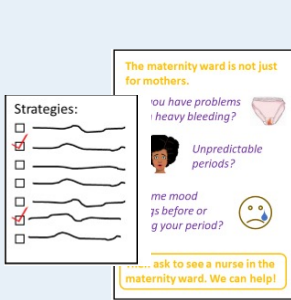 Strategies:
The maternity ward is not just
for mothers.
you have problems
heavy bleeding?
Unpredictable
periods?
me mood
gs before or
g your period?
ask to see a nurse in the
maternity ward. We can help!